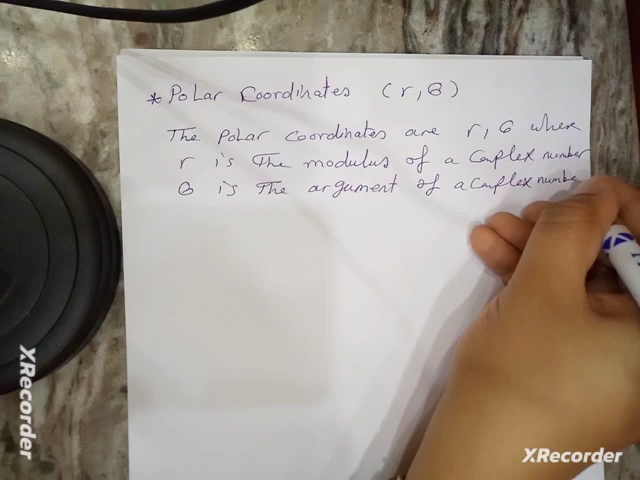 * Polar Coordinates (r, θ)
The Polar coordinates are r, θ where
r is The modulus of a Complex number
θ is The argument of a Complex numbe
XRecorder
XRecorder